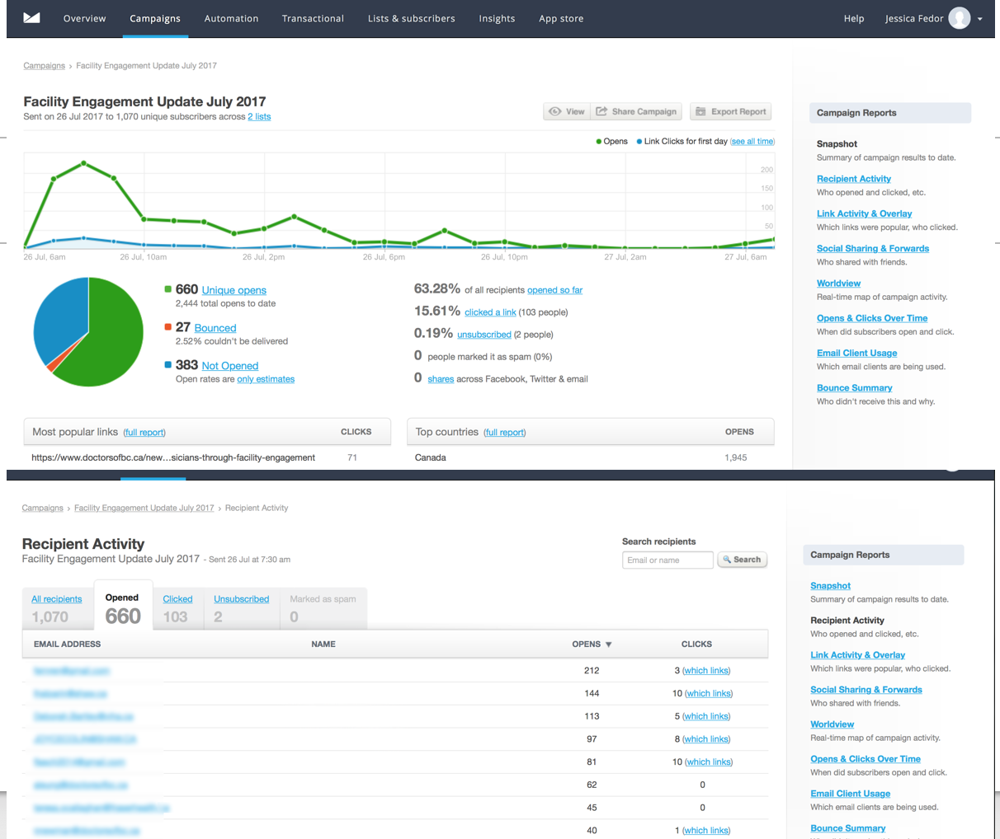 Overview Campaigns Automation Transactional Lists & subscribers Insights App store Help Jessica Fedor
Campaigns › Facility Engagement Update July 2017
Facility Engagement Update July 2017
Sent on 26 Jul 2017 to 1,070 unique subscribers across 2 lists
View Share Campaign Export Report
Opens Link Clicks for first day (see all time)
200
150
100
50
26 Jul, 6am 26 Jul, 10am 26 Jul, 2pm 26 Jul, 6pm 26 Jul, 10pm 27 Jul, 2am 27 Jul, 6am
660 Unique opens
2,444 total opens to date
27 Bounced
2.52% couldn't be delivered
383 Not Opened
Open rates are only estimates
63.28% of all recipients opened so far
15.61% clicked a link (103 people)
0.19% unsubscribed (2 people)
0 people marked it as spam (0%)
0 shares across Facebook, Twitter & email
Most popular links (full report) CLICKS
https://www.doctorsofbc.ca/new...sicians-through-facility-engagement 71
Top countries (full report) OPENS
Canada 1,945
Campaign Reports
Snapshot
Summary of campaign results to date.
Recipient Activity
Who opened and clicked, etc.
Link Activity & Overlay
Which links were popular, who clicked.
Social Sharing & Forwards
Who shared with friends.
Worldview
Real-time map of campaign activity.
Opens & Clicks Over Time
When did subscribers open and click.
Email Client Usage
Which email clients are being used.
Bounce Summary
Who didn't receive this and why.
Campaigns › Facility Engagement Update July 2017 › Recipient Activity
Recipient Activity
Facility Engagement Update July 2017 - Sent 26 Jul at 7:30 am
Search recipients
Email or name Search
All recipients Opened Clicked Unsubscribed Marked as spam
1,070 660 103 2 0
EMAIL ADDRESS NAME OPENS ▼ CLICKS
212 3 (which links)
144 10 (which links)
113 5 (which links)
97 8 (which links)
81 10 (which links)
62 0
45 0
40 1 (which links)
Campaign Reports
Snapshot
Summary of campaign results to date.
Recipient Activity
Who opened and clicked, etc.
Link Activity & Overlay
Which links were popular, who clicked.
Social Sharing & Forwards
Who shared with friends.
Worldview
Real-time map of campaign activity.
Opens & Clicks Over Time
When did subscribers open and click.
Email Client Usage
Which email clients are being used.
Bounce Summary